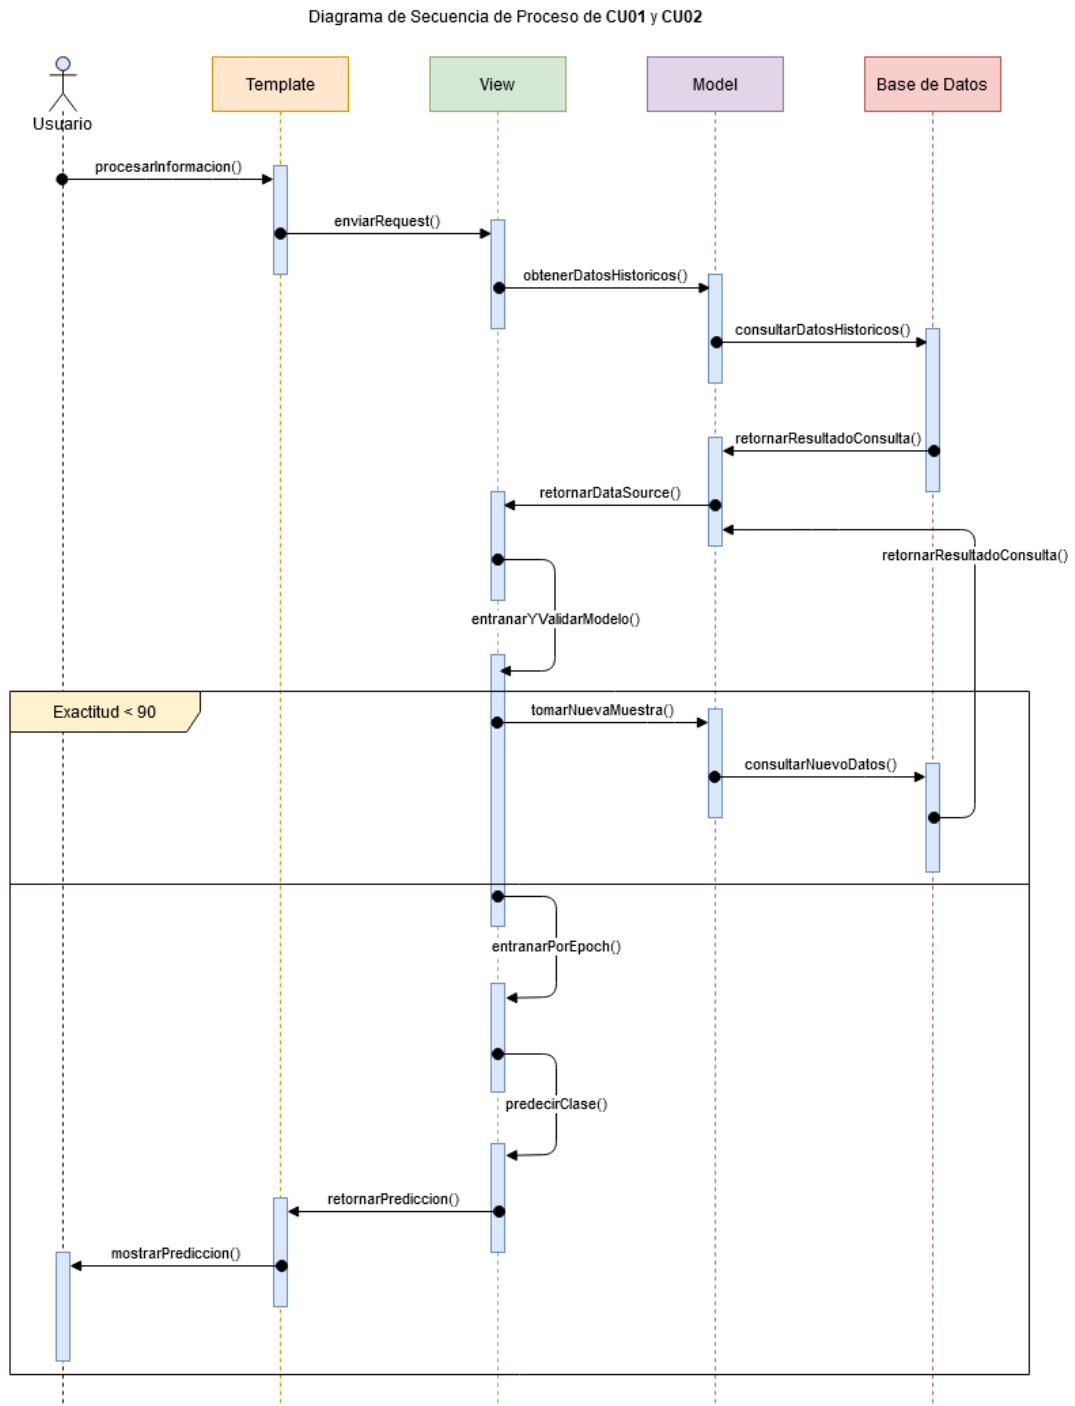 Diagrama de Secuencia de Proceso de CU01 y CU02
Usuario
Template
View
Model
Base de Datos
procesarInformacion()
enviarRequest()
obtenerDatosHistoricos()
consultarDatosHistoricos()
retornarResultadoConsulta()
retornarDataSource()
retornarResultadoConsulta()
entranarYValidarModelo()
Exactitud < 90
tomarNuevaMuestra()
consultarNuevoDatos()
entranarPorEpoch()
predecirClase()
retornarPrediccion()
mostrarPrediccion()